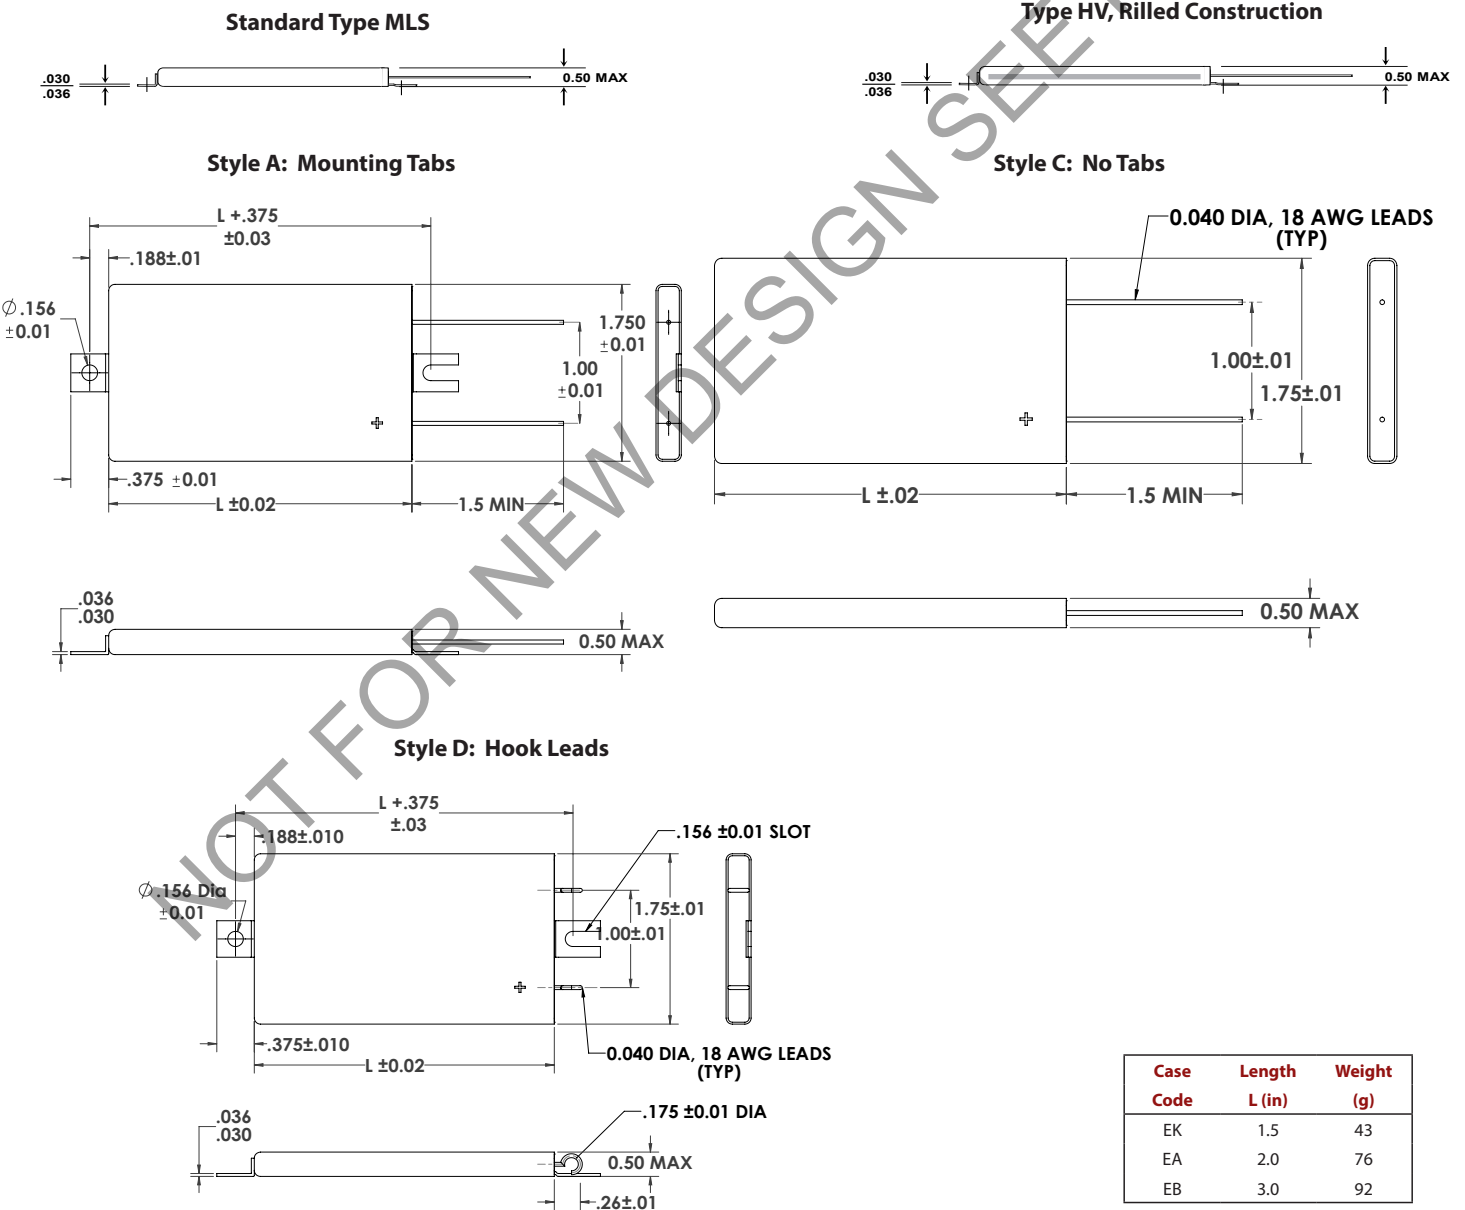 Standard Type MLS
Type HV, Rilled Construction
.030
.036
0.50 MAX
.030
.036
0.50 MAX
Style A: Mounting Tabs
Style C: No Tabs
L +.375
±0.03
.188±.01
∅ .156
±0.01
1.750
±0.01
1.00
±0.01
.375 ±0.01
L ±0.02
1.5 MIN
0.040 DIA, 18 AWG LEADS
(TYP)
1.00±.01
1.75±.01
L ±.02
1.5 MIN
.036
.030
0.50 MAX
0.50 MAX
Style D: Hook Leads
L +.375
±.03
.188±.010
.156 ±0.01 SLOT
∅ .156 Dia
±0.01
1.75±.01
1.00±.01
.375±.010
L ±0.02
0.040 DIA, 18 AWG LEADS
(TYP)
.036
.030
.175 ±0.01 DIA
0.50 MAX
.26±.01
Case Length Weight
Code L (in) (g)
EK 1.5 43
EA 2.0 76
EB 3.0 92
NOT FOR NEW DESIGN SEE